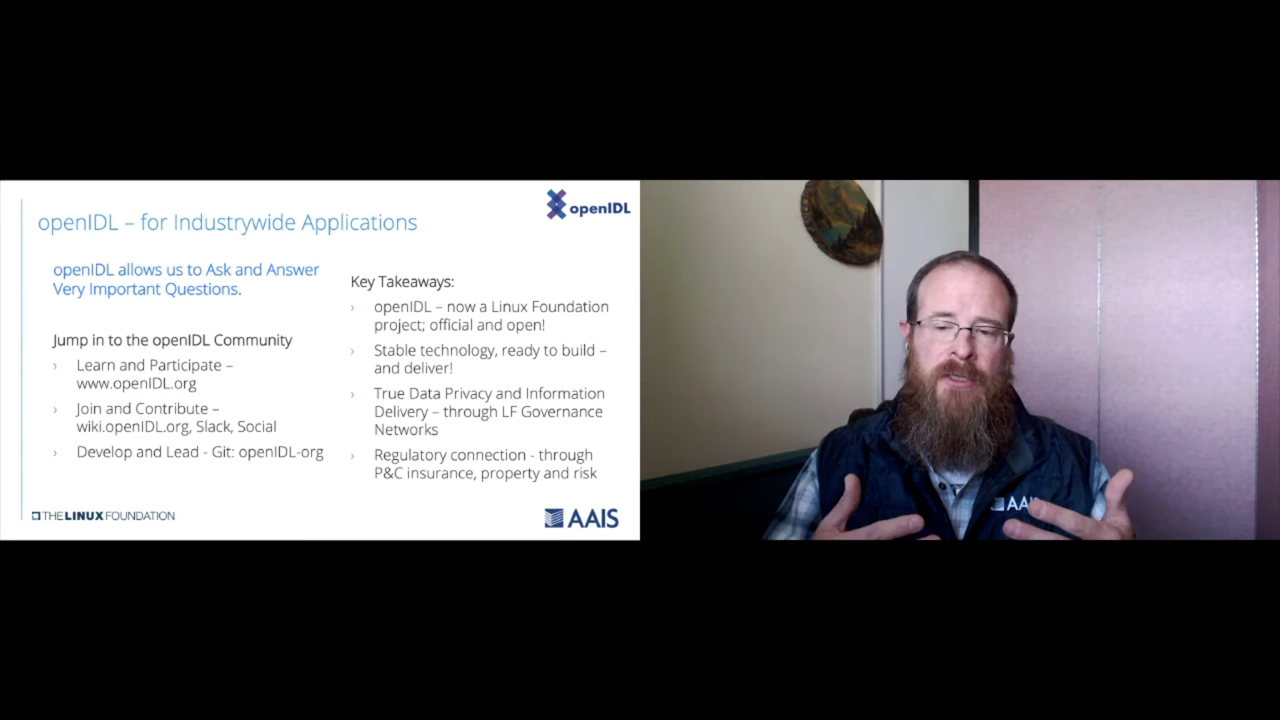 openIDL
openIDL – for Industrywide Applications
openIDL allows us to Ask and Answer
Very Important Questions.
Jump in to the openIDL Community
› Learn and Participate –
www.openIDL.org
› Join and Contribute –
wiki.openIDL.org, Slack, Social
› Develop and Lead - Git: openIDL-org
Key Takeaways:
› openIDL – now a Linux Foundation
project; official and open!
› Stable technology, ready to build –
and deliver!
› True Data Privacy and Information
Delivery – through LF Governance
Networks
› Regulatory connection - through
P&C insurance, property and risk
THE LINUX FOUNDATION
AAIS
AAIS